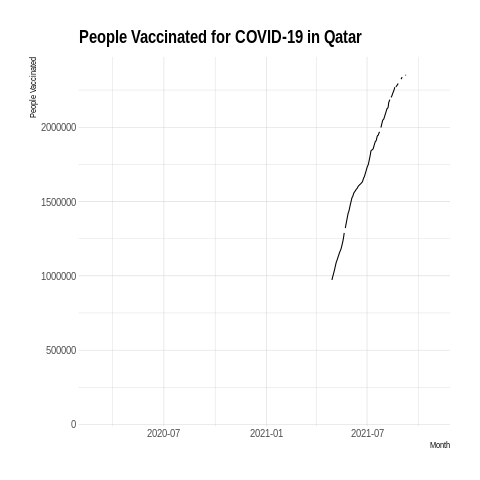 People Vaccinated for COVID-19 in Qatar
People Vaccinated
2000000
1500000
1000000
500000
0
2020-07 2021-01 2021-07
Month